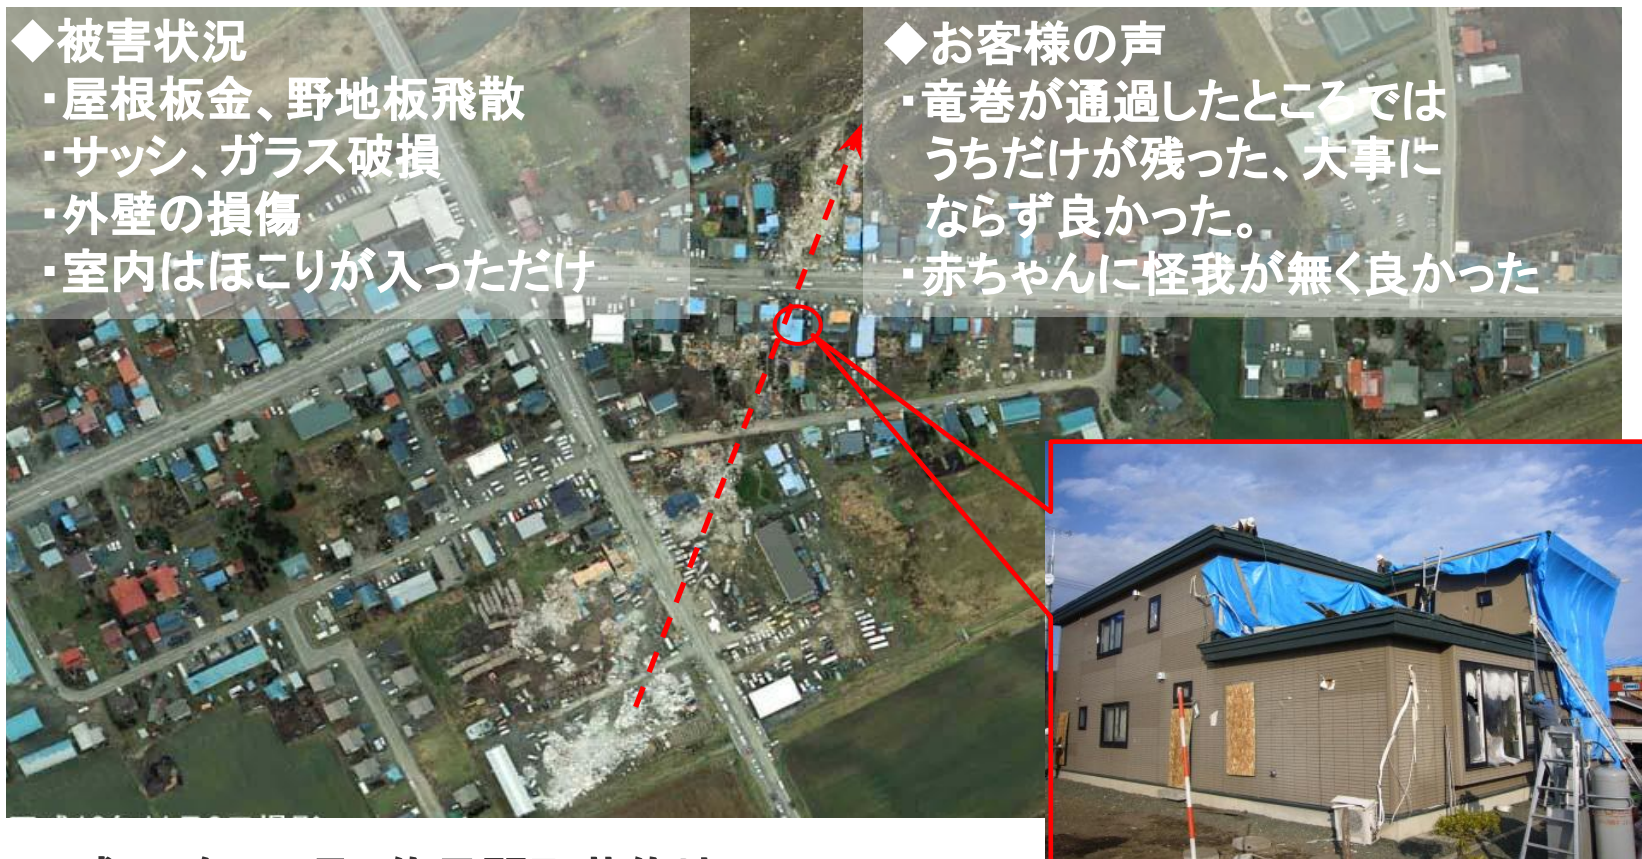 ◆被害状況
・屋根板金、野地板飛散
・サッシ、ガラス破損
・外壁の損傷
・室内はほこりが入っただけ
◆お客様の声
・竜巻が通過したところでは
うちだけが残った、大事に
ならず良かった。
・赤ちゃんに怪我が無く良かった